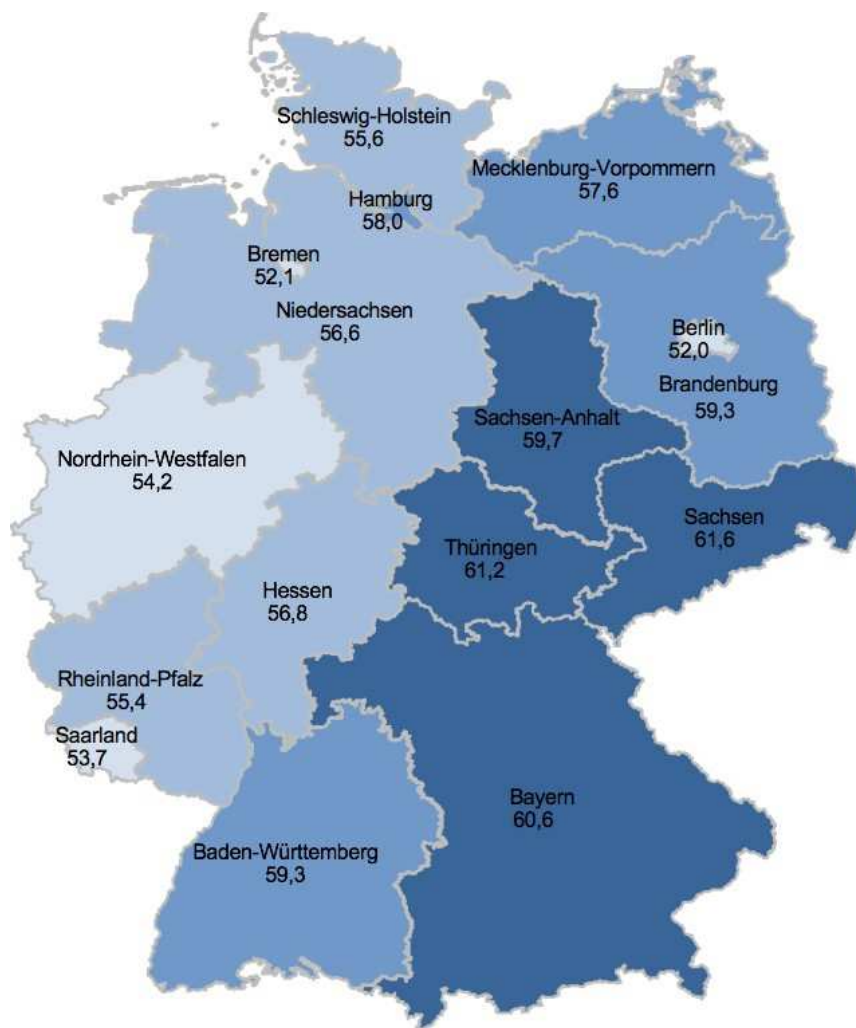 Schleswig-Holstein
55,6
Mecklenburg-Vorpommern
57,6
Hamburg
58,0
Bremen
52,1
Niedersachsen
56,6
Berlin
52,0
Brandenburg
59,3
Sachsen-Anhalt
59,7
Nordrhein-Westfalen
54,2
Sachsen
61,6
Thüringen
61,2
Hessen
56,8
Rheinland-Pfalz
55,4
Saarland
53,7
Bayern
60,6
Baden-Württemberg
59,3